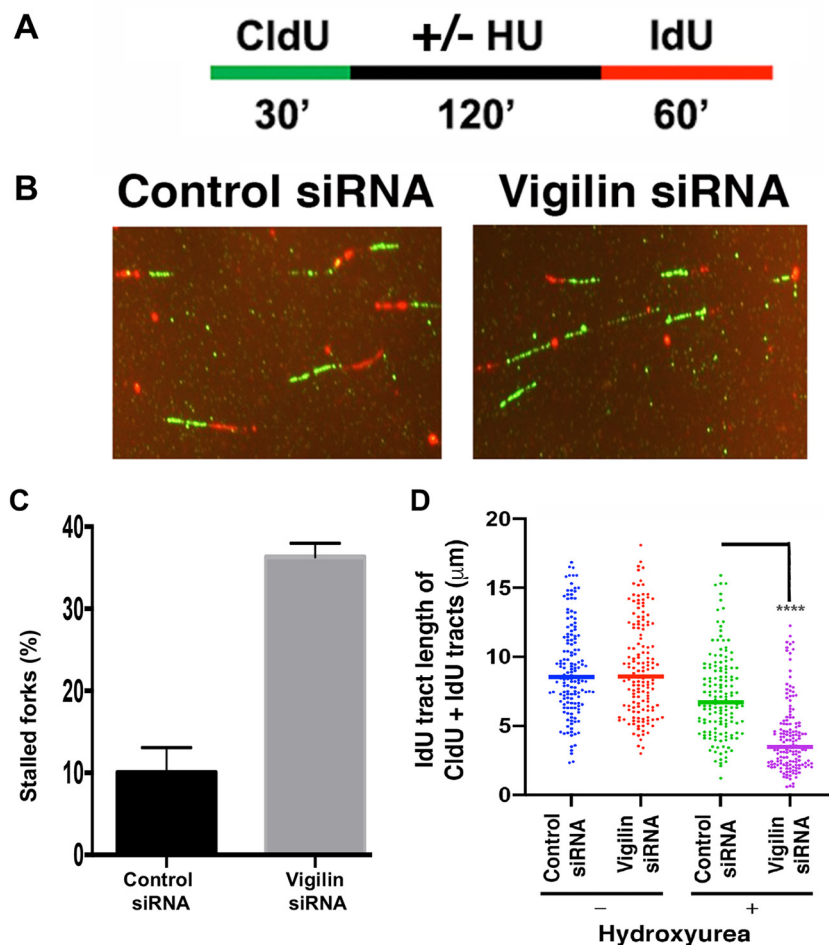 A
CldU +/- HU IdU
30’ 120’ 60’
B
Control siRNA Vigilin siRNA
C
Stalled forks (%)
40
30
20
10
0
Control siRNA
Vigilin siRNA
D
IdU tract length of
CldU + IdU tracts (µm)
20
15
10
5
0
****
Control siRNA
Vigilin siRNA
Control siRNA
Vigilin siRNA
– +
Hydroxyurea